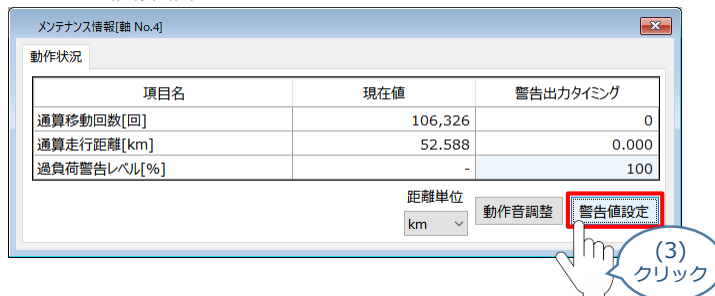 メンテナンス情報[軸 No.4]
動作状況
項目名 現在値 警告出力タイミング
通算移動回数[回] 106,326 0
通算走行距離[km] 52.588 0.000
過負荷警告レベル[%] - 100
距離単位
km 動作音調整 警告値設定
(3)
クリック